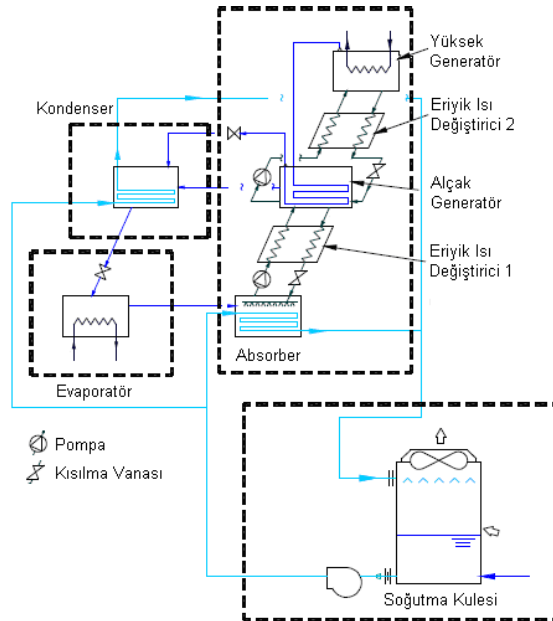 Yüksek
Generatör
Kondenser
Eriyik Isı
Değiştirici 2
Alçak
Generatör
Eriyik Isı
Değiştirici 1
Absorber
Evaporatör
Pompa
Kısılma Vanası
Soğutma Kulesi